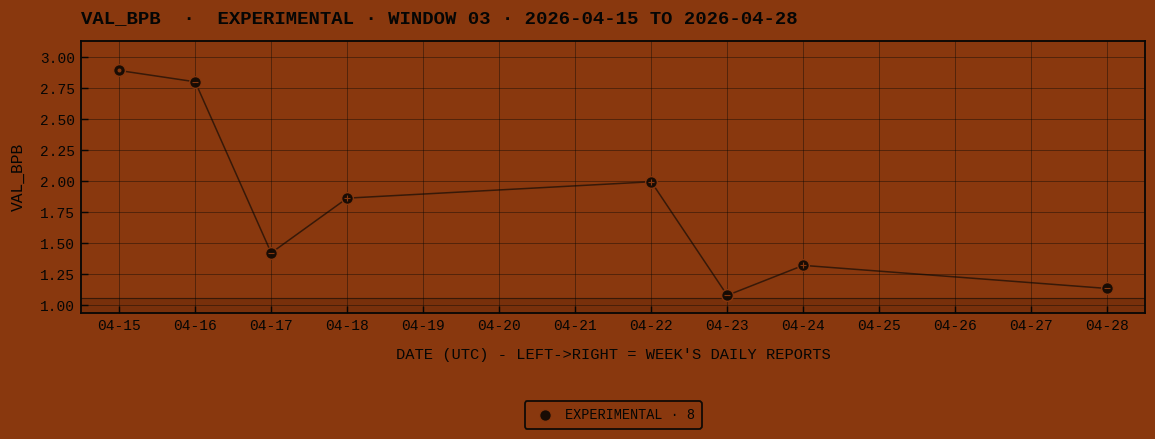 VAL_BPB · EXPERIMENTAL · WINDOW 03 · 2026-04-15 TO 2026-04-28
3.00
2.75
2.50
2.25
2.00
1.75
1.50
1.25
1.00
VAL_BPB
04-15 04-16 04-17 04-18 04-19 04-20 04-21 04-22 04-23 04-24 04-25 04-26 04-27 04-28
DATE (UTC) - LEFT->RIGHT = WEEK'S DAILY REPORTS
EXPERIMENTAL · 8